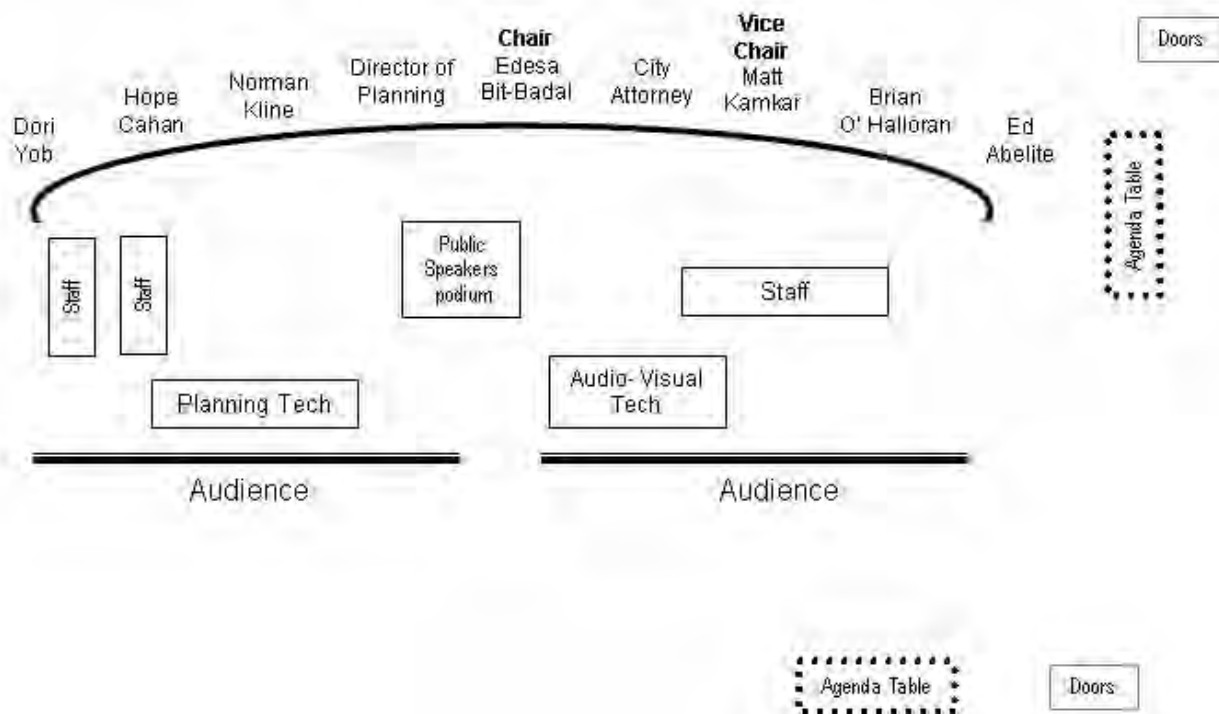 Dori
Yob
Hope
Cahan
Norman
Kline
Director of
Planning
Chair
Edesa
Bit-Badal
City
Attorney
Vice
Chair
Matt
Kamkar
Brian
O' Halloran
Ed
Abelite
Doors
Agenda Table
Staff
Staff
Public
Speakers
podium
Staff
Planning Tech
Audio- Visual
Tech
Audience
Audience
Agenda Table
Doors